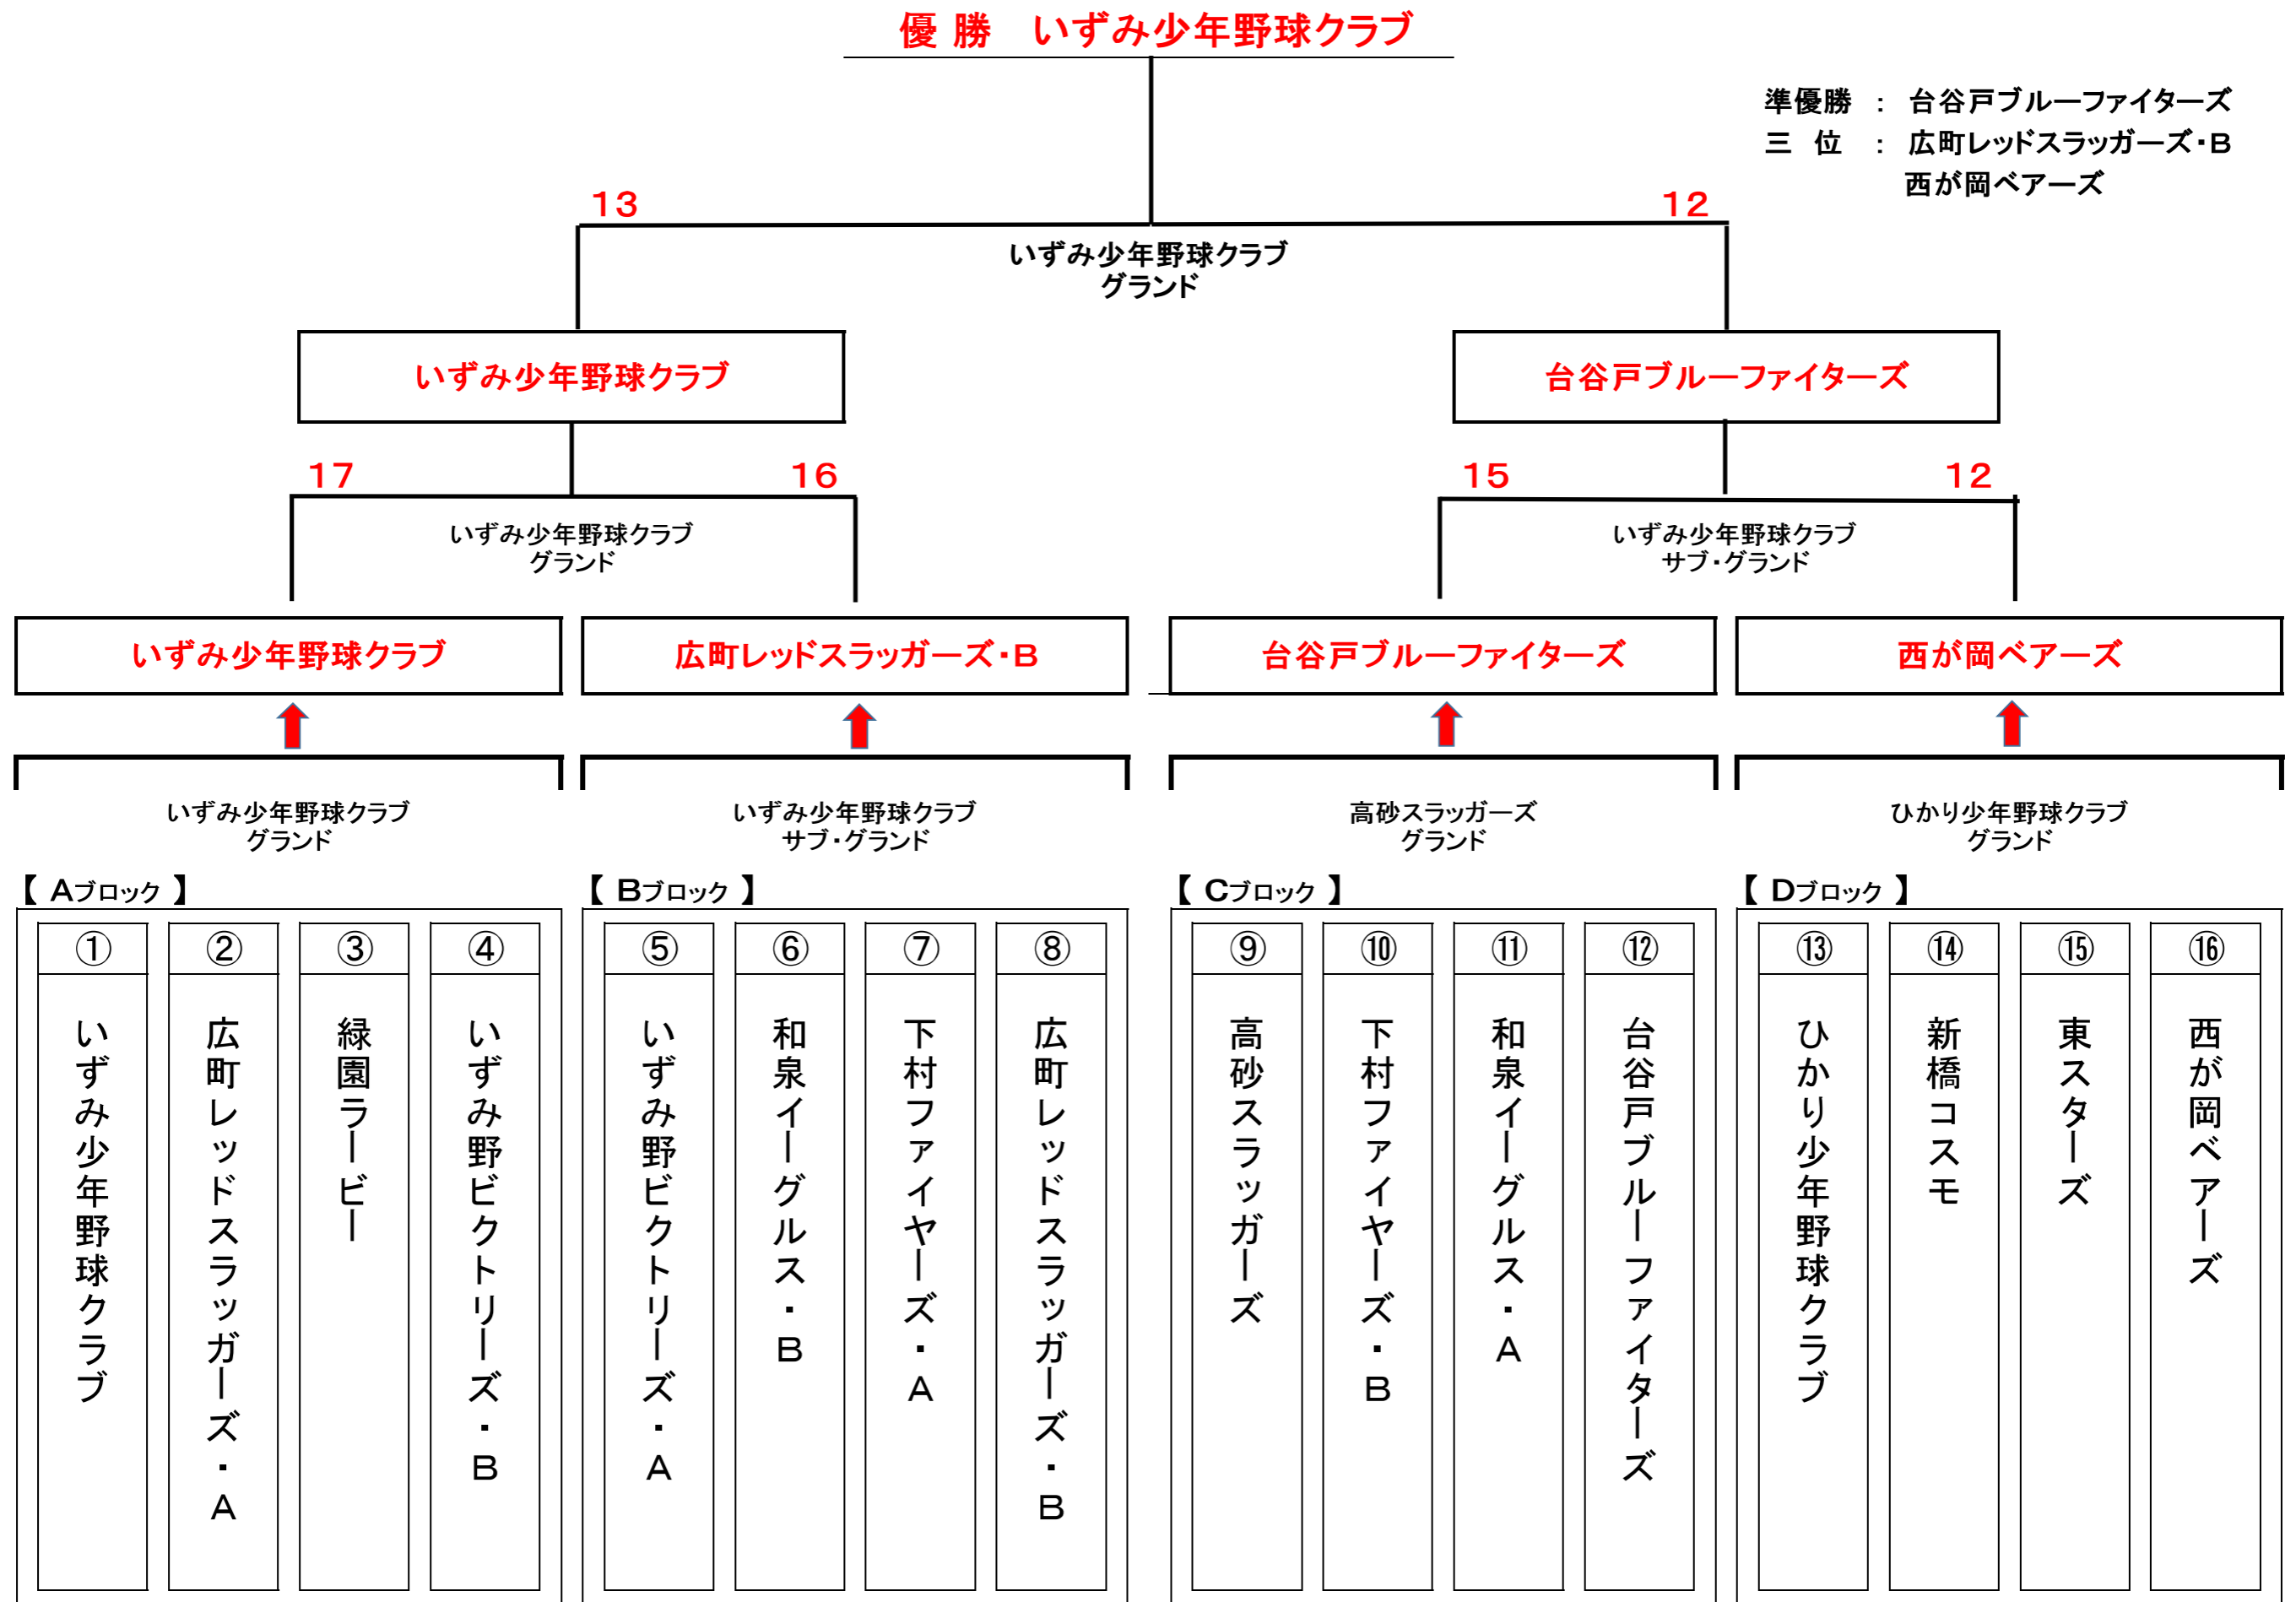 優 勝　いずみ少年野球クラブ
準優勝　：　台谷戸ブルーファイターズ
三　位　：　広町レッドスラッガーズ・B
西が岡ベアーズ
13
12
いずみ少年野球クラブ
グランド
いずみ少年野球クラブ
台谷戸ブルーファイターズ
17
16
15
12
いずみ少年野球クラブ
グランド
いずみ少年野球クラブ
サブ・グランド
いずみ少年野球クラブ
広町レッドスラッガーズ・B
台谷戸ブルーファイターズ
西が岡ベアーズ
いずみ少年野球クラブ
グランド
いずみ少年野球クラブ
サブ・グランド
高砂スラッガーズ
グランド
ひかり少年野球クラブ
グランド
【 Aブロック 】
①
いずみ少年野球クラブ
②
広町レッドスラッガーズ・A
③
緑園ラービー
④
いずみ野ビクトリーズ・B
【 Bブロック 】
⑤
いずみ野ビクトリーズ・A
⑥
和泉イーグルス・B
⑦
下村ファイヤーズ・A
⑧
広町レッドスラッガーズ・B
【 Cブロック 】
⑨
高砂スラッガーズ
⑩
下村ファイヤーズ・B
⑪
和泉イーグルス・A
⑫
台谷戸ブルーファイターズ
【 Dブロック 】
⑬
ひかり少年野球クラブ
⑭
新橋コスモ
⑮
東スターズ
⑯
西が岡ベアーズ